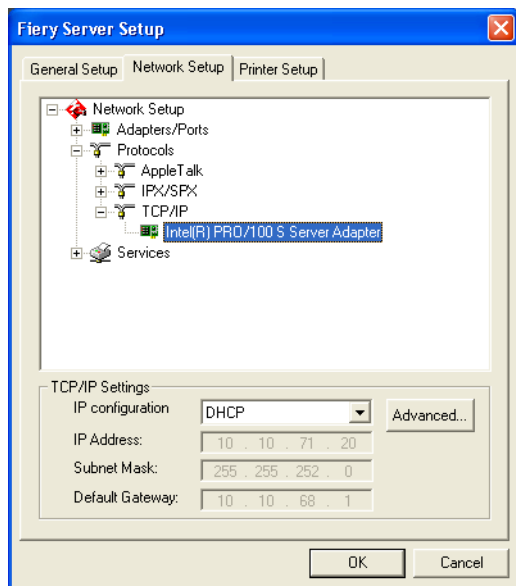 Fiery Server Setup
General Setup Network Setup Printer Setup
Network Setup
Adapters/Ports
Protocols
AppleTalk
IPX/SPX
TCP/IP
Intel(R) PRO/100 S Server Adapter
Services
TCP/IP Settings
IP configuration DHCP Advanced...
IP Address: 10 . 10 . 71 . 20
Subnet Mask: 255 . 255 . 252 . 0
Default Gateway: 10 . 10 . 68 . 1
OK Cancel